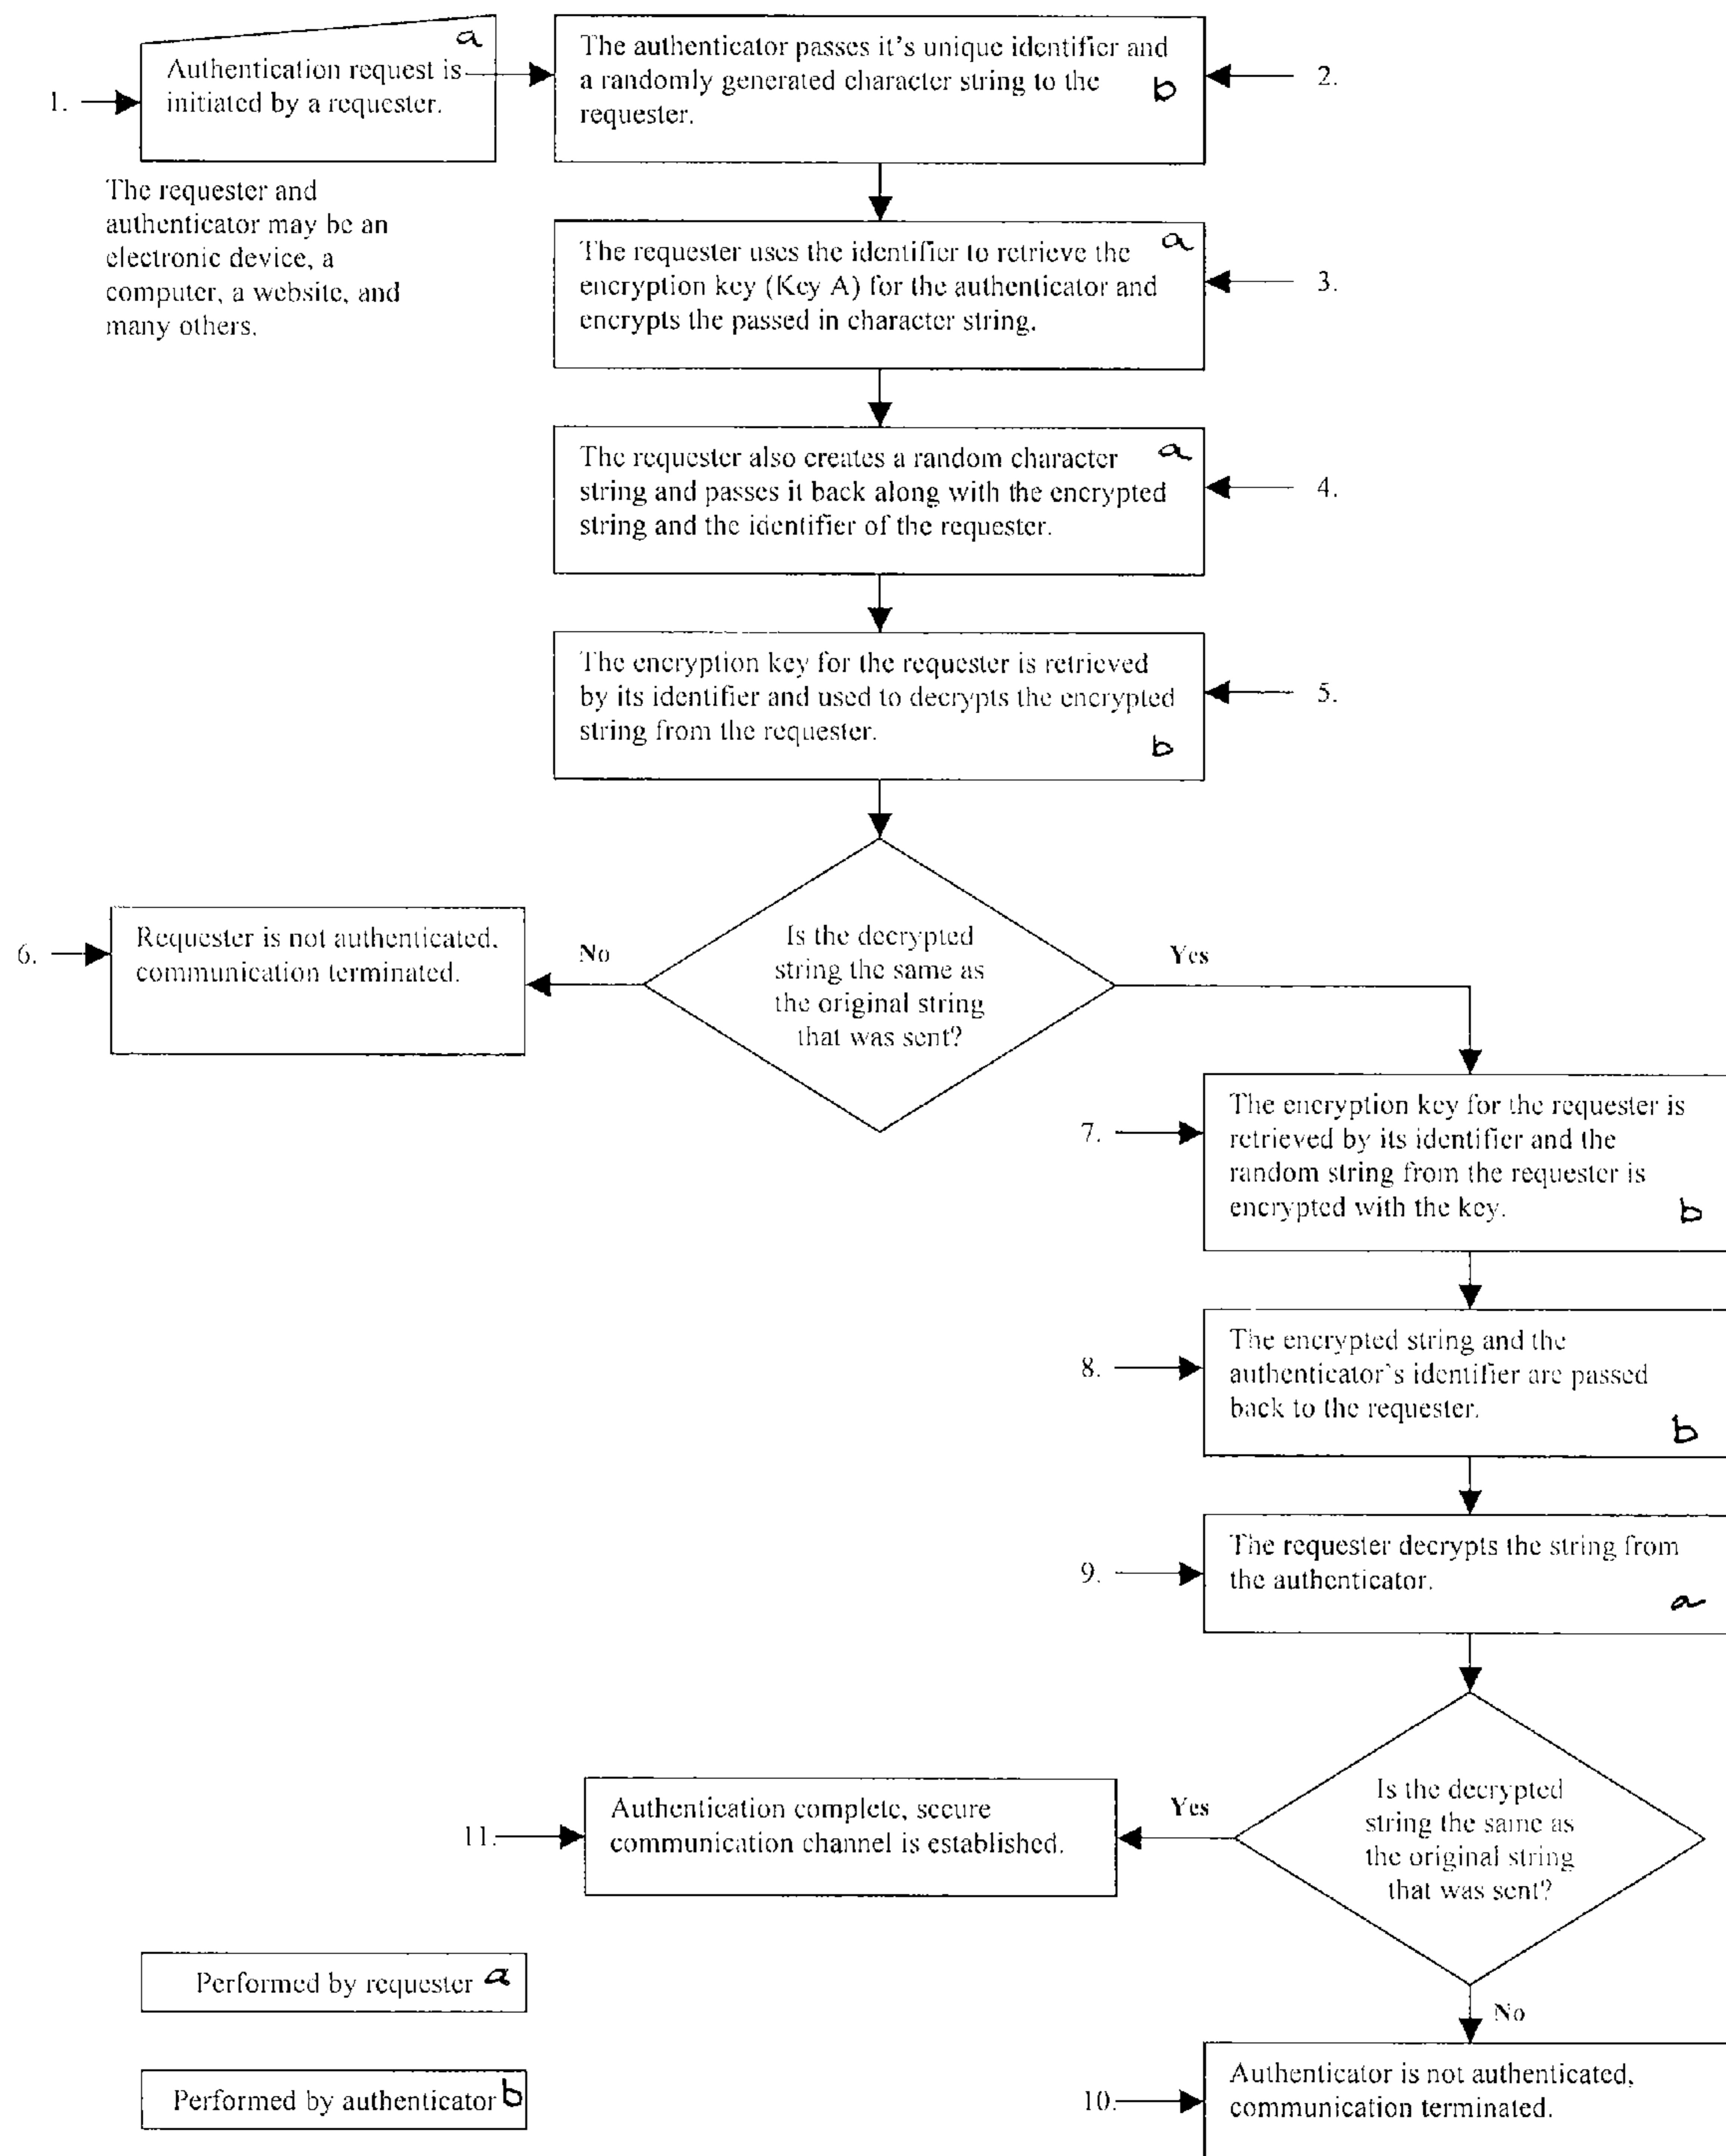 a
Authentication request is
1.
initiated by a requester.
The authenticator passes it's unique identifier and
a randomly generated character string to the
requester.
b
2.
The requester and
authenticator may be an
electronic device, a
computer, a website, and
many others.
The requester uses the identifier to retrieve the
encryption key (Key A) for the authenticator and
encrypts the passed in character string.
a
3.
The requester also creates a random character
string and passes it back along with the encrypted
string and the identifier of the requester.
a
4.
The encryption key for the requester is retrieved
by its identifier and used to decrypts the encrypted
string from the requester.
b
5.
Is the decrypted
string the same as
the original string
that was sent?
No
Yes
6.
Requester is not authenticated,
communication terminated.
7.
The encryption key for the requester is
retrieved by its identifier and the
random string from the requester is
encrypted with the key.
b
8.
The encrypted string and the
authenticator's identifier are passed
back to the requester.
b
9.
The requester decrypts the string from
the authenticator.
a
Is the decrypted
string the same as
the original string
that was sent?
Yes
11.
Authentication complete, secure
communication channel is established.
No
10.
Authenticator is not authenticated,
communication terminated.
Performed by requester a
Performed by authenticator b